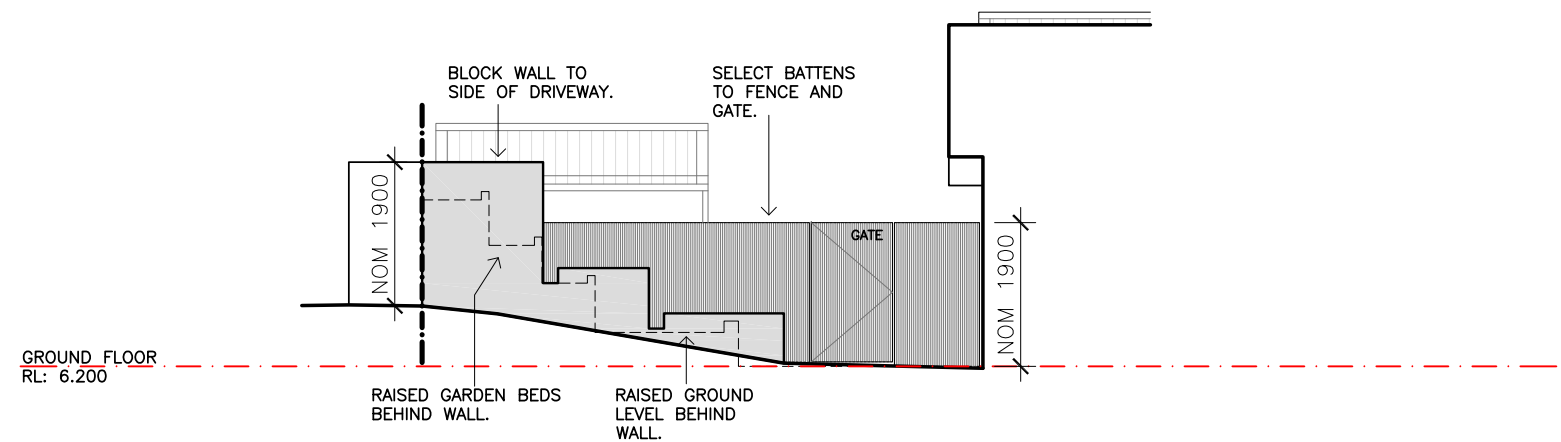 BLOCK WALL TO
SIDE OF DRIVEWAY.
SELECT BATTENS
TO FENCE AND
GATE.
NOM 1900
GATE
NOM 1900
GROUND FLOOR
RL: 6.200
RAISED GARDEN BEDS
BEHIND WALL.
RAISED GROUND
LEVEL BEHIND
WALL.